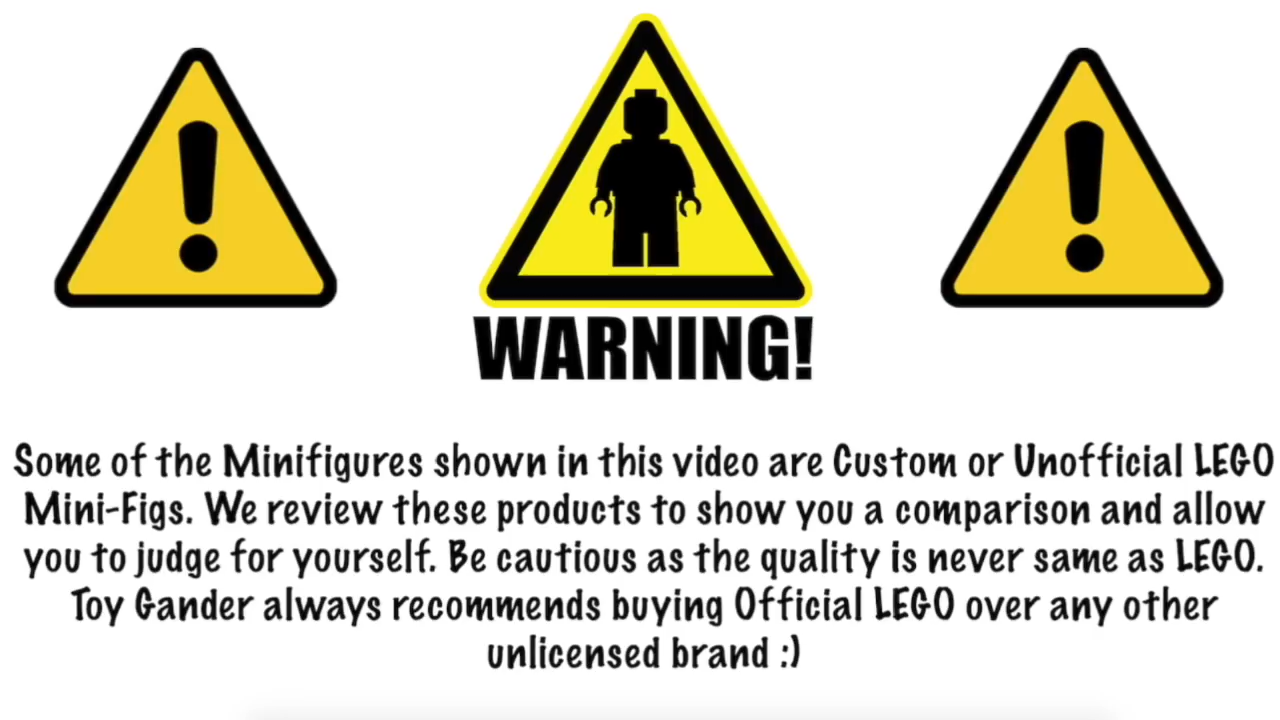 WARNING!
Some of the Minifigures shown in this video are Custom or Unofficial LEGO
Mini-Figs. We review these products to show you a comparison and allow
you to judge for yourself. Be cautious as the quality is never same as LEGO.
Toy Gander always recommends buying Official LEGO over any other
unlicensed brand :)